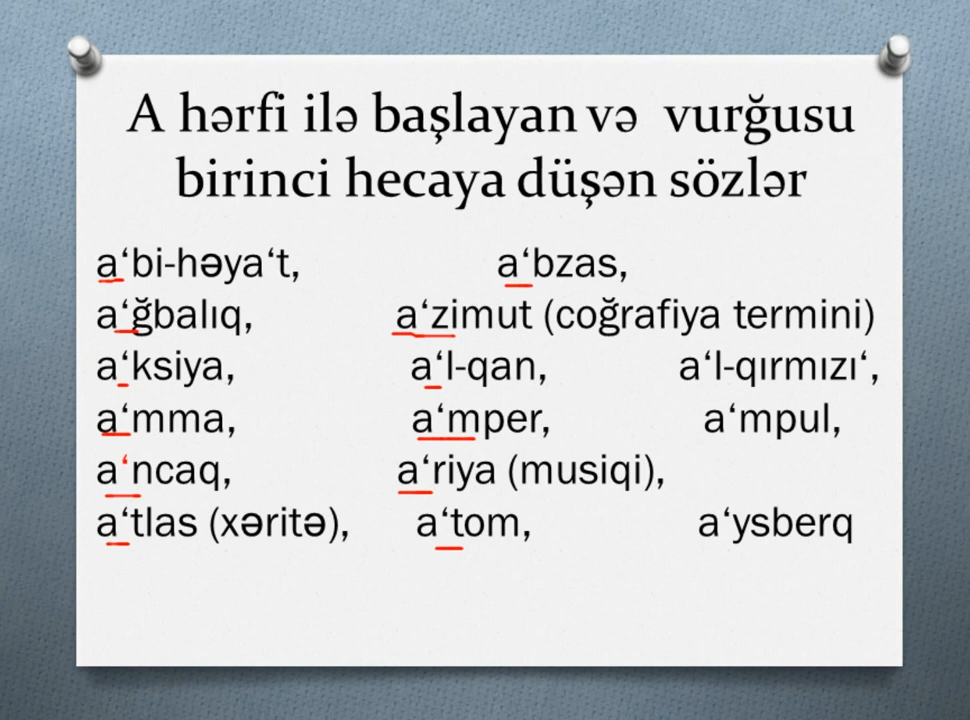 A hərfi ilə başlayan və vurğusu
birinci hecaya düşən sözlər
a‘bi-həya‘t, a‘bzas,
a‘ğbalıq, a‘zimut (coğrafiya termini)
a‘ksiya, a‘l-qan, a‘l-qırmızı‘,
a‘mma, a‘mper, a‘mpul,
a‘ncaq, a‘riya (musiqi),
a‘tlas (xəritə), a‘tom, a‘ysberq